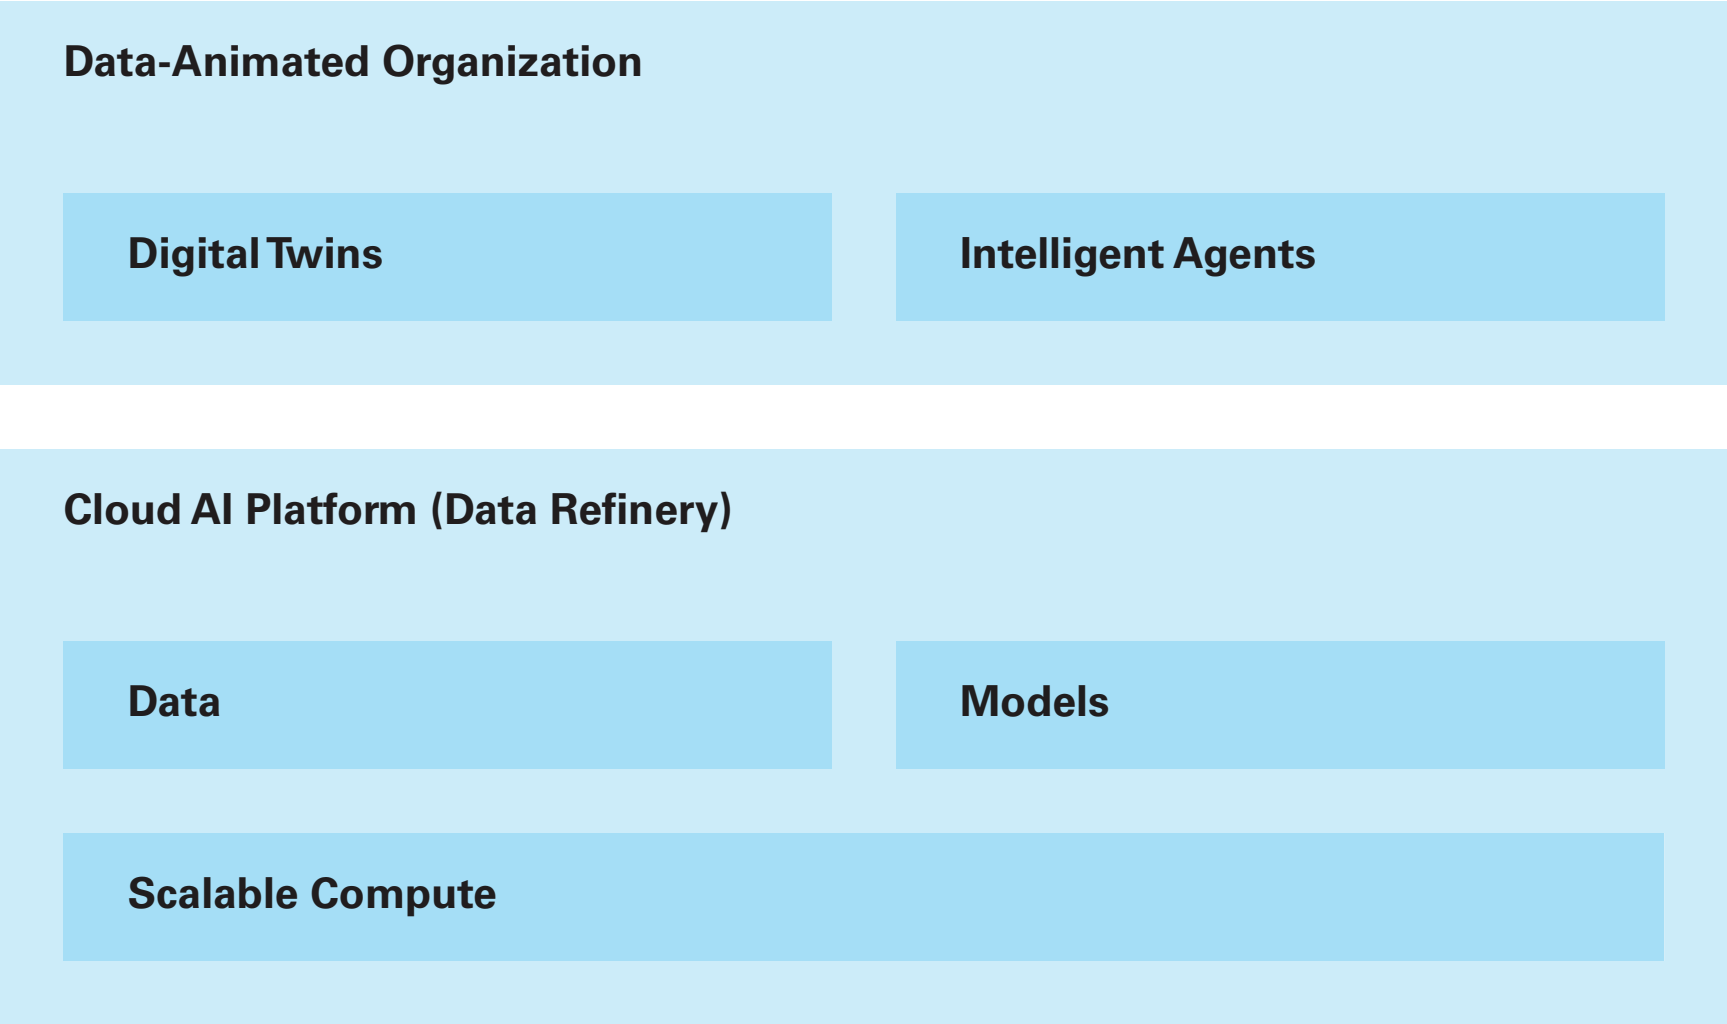 Data-Animated Organization
Digital Twins
Intelligent Agents
Cloud AI Platform (Data Refinery)
Data
Models
Scalable Compute